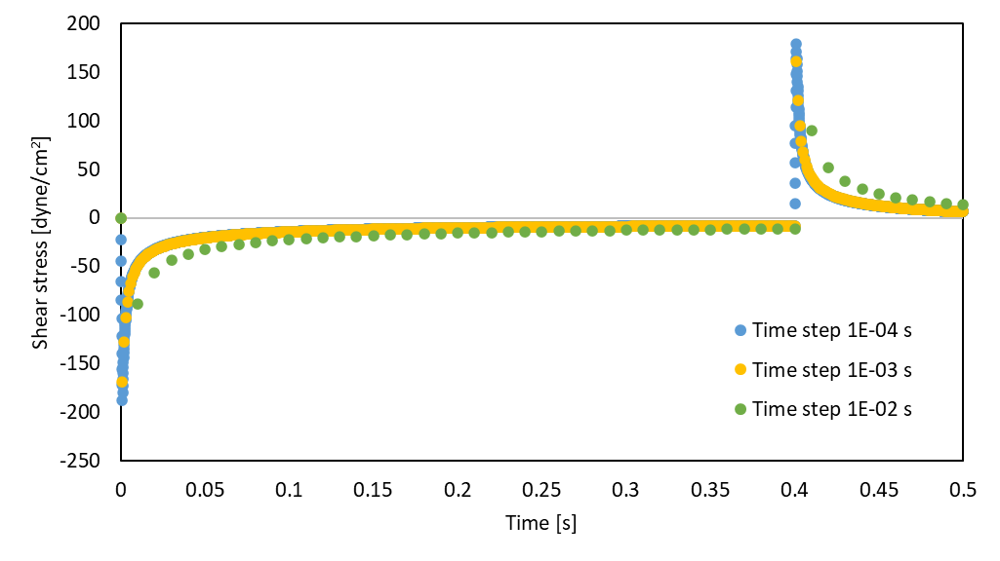 200
150
100
50
0
-50
-100
-150
-200
-250
Shear stress [dyne/cm²]
Time step 1E-04 s
Time step 1E-03 s
Time step 1E-02 s
0 0.05 0.1 0.15 0.2 0.25 0.3 0.35 0.4 0.45 0.5
Time [s]